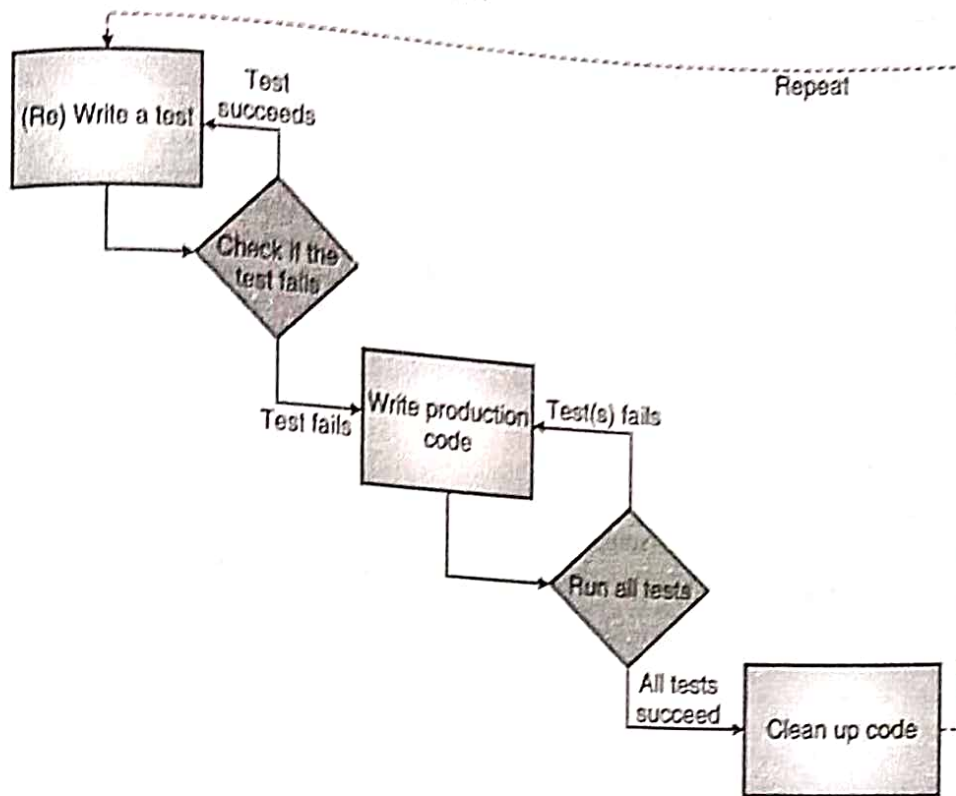 Repeat
(Re) Write a test
Test
succeeds
Check if the
test fails
Test fails
Write production
code
Test(s) fails
Run all tests
All tests
succeed
Clean up code